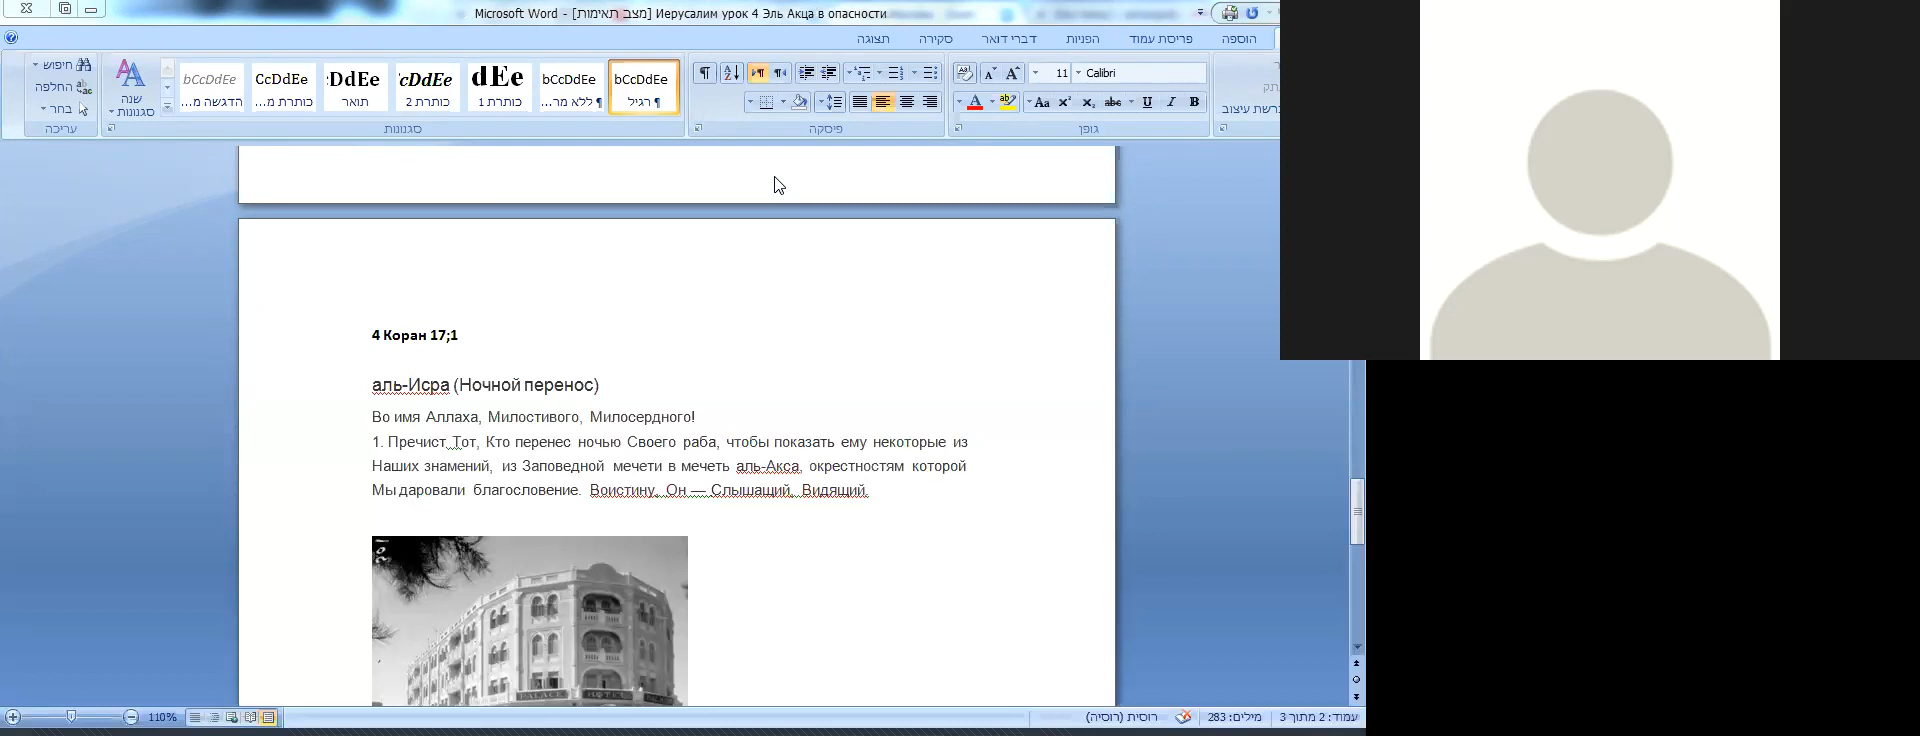 Microsoft Word - [מצב תאימות] Иерусалим урок 4 Эль Акца в опасности
הוספה
פריסת עמוד
הפניות
דברי דואר
סקירה
תצוגה
Calibri
11
רגיל ¶
ללא מר... ¶
כותרת 1
כותרת 2
תואר
כותרת מ...
הדגשה מ...
שנה
סגנונות
חיפוש
החלפה
בחר
גופן
פיסקה
סגנונות
עריכה
4 Коран 17;1
аль-Исра (Ночной перенос)
Во имя Аллаха, Милостивого, Милосердного!
1. Пречист Тот, Кто перенес ночью Своего раба, чтобы показать ему некоторые из
Наших знамений, из Заповедной мечети в мечеть аль-Акса, окрестностям которой
Мы даровали благословение. Воистину, Он — Слышащий, Видящий.
PALACE HOTEL
עמוד: 2 מתוך 3
מילים: 283
רוסית (רוסיה)
110%